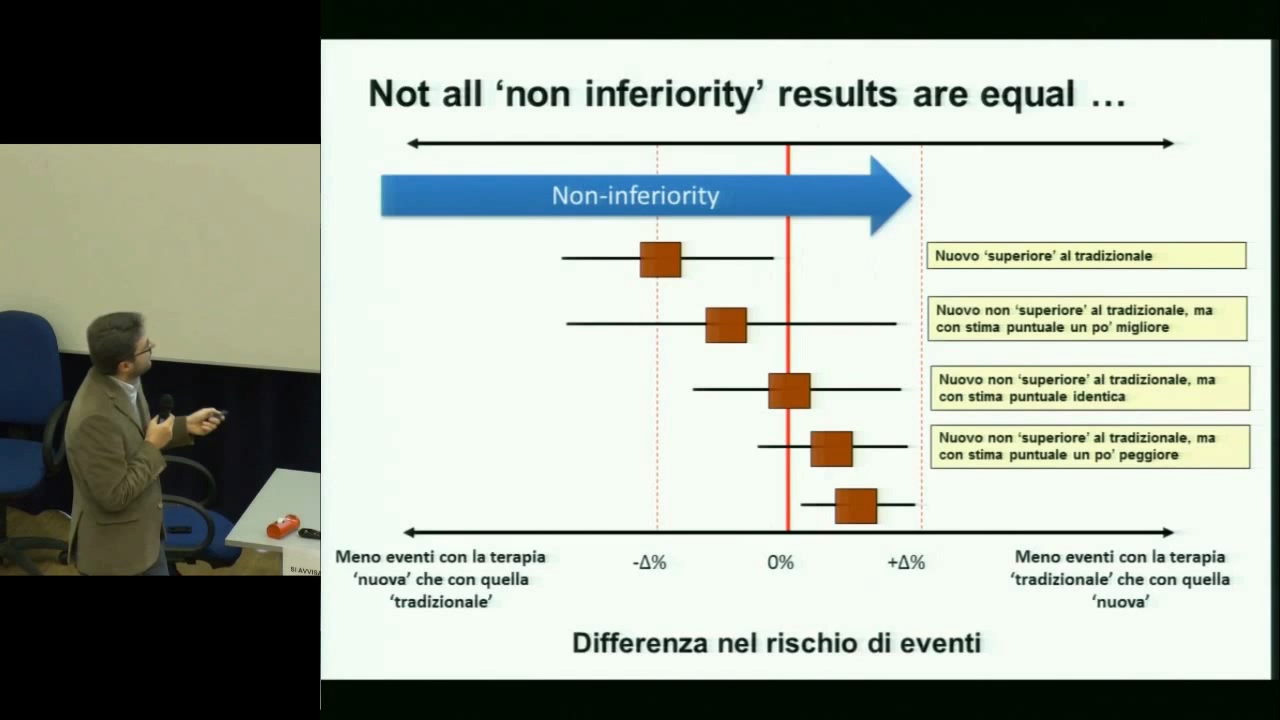 Not all ‘non inferiority’ results are equal …
Non-inferiority
Nuovo ‘superiore’ al tradizionale
Nuovo non ‘superiore’ al tradizionale, ma
con stima puntuale un po’ migliore
Nuovo non ‘superiore’ al tradizionale, ma
con stima puntuale identica
Nuovo non ‘superiore’ al tradizionale, ma
con stima puntuale un po’ peggiore
-Δ%
0%
+Δ%
Meno eventi con la terapia
‘nuova’ che con quella
‘tradizionale’
Meno eventi con la terapia
‘tradizionale’ che con quella
‘nuova’
Differenza nel rischio di eventi
SI AVVISA